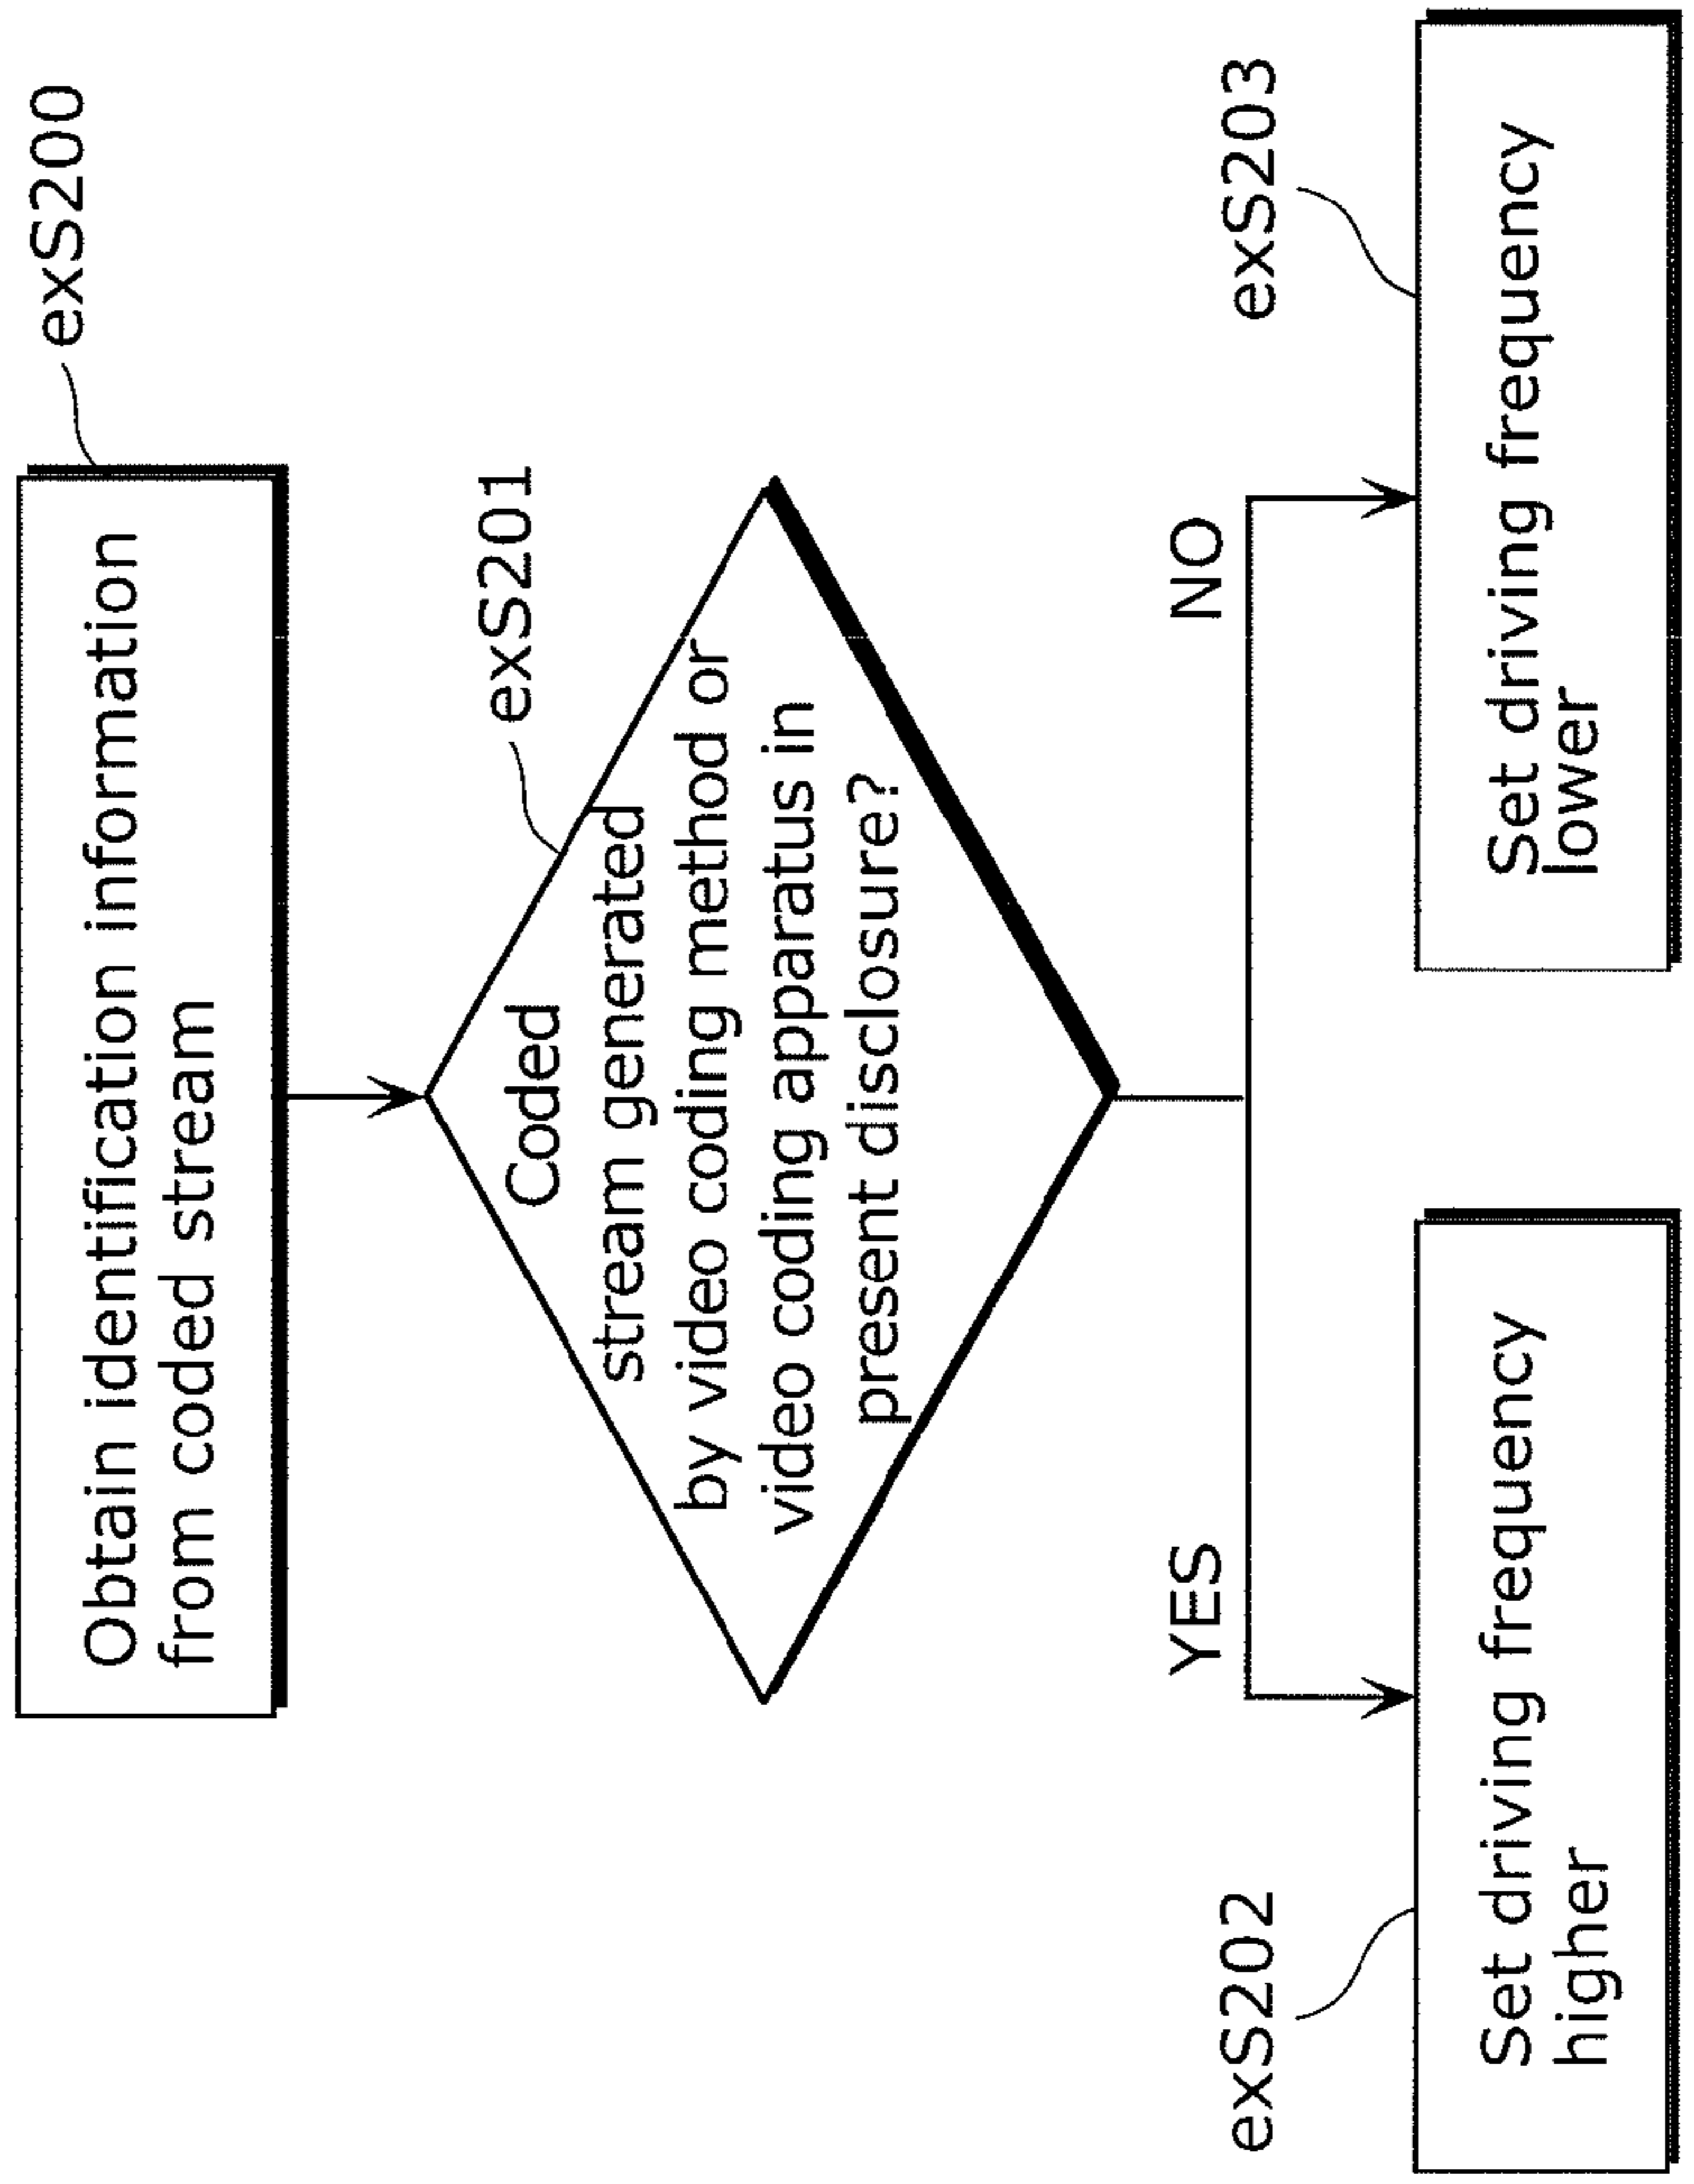 exS200
Obtain identification information
from coded stream
exS201
Coded
stream generated
by video coding method or
video coding apparatus in
present disclosure?
YES
NO
exS202
Set driving frequency
higher
exS203
Set driving frequency
lower